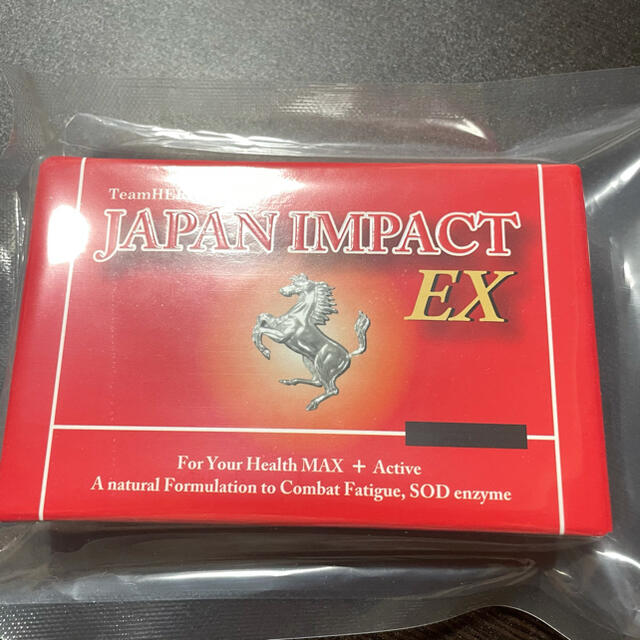 JAPAN IMPACT
EX
For Your Health MAX + Active
A natural Formulation to Combat Fatigue, SOD enzyme